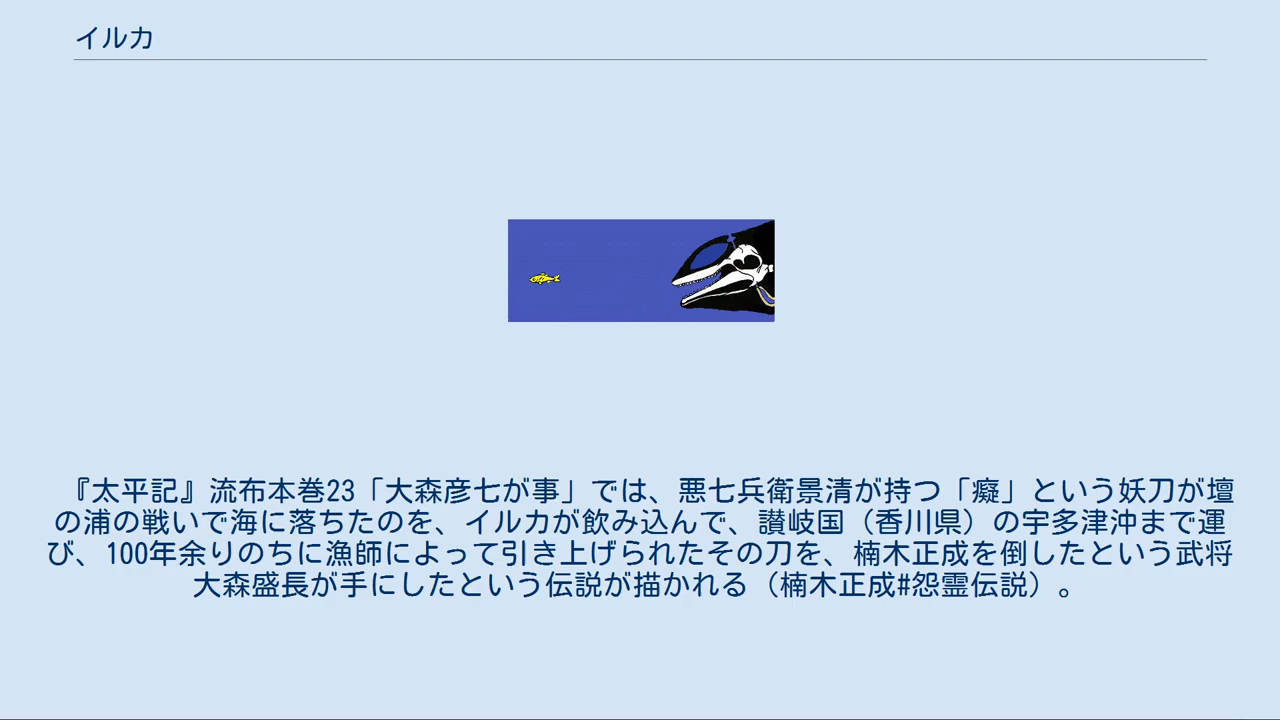 イルカ
『太平記』流布本巻23「大森彦七が事」では、悪七兵衛景清が持つ「癡」という妖刀が壇
の浦の戦いで海に落ちたのを、イルカが飲み込んで、讃岐国（香川県）の宇多津沖まで運
び、100年余りのちに漁師によって引き上げられたその刀を、楠木正成を倒したという武将
大森盛長が手にしたという伝説が描かれる（楠木正成#怨霊伝説）。